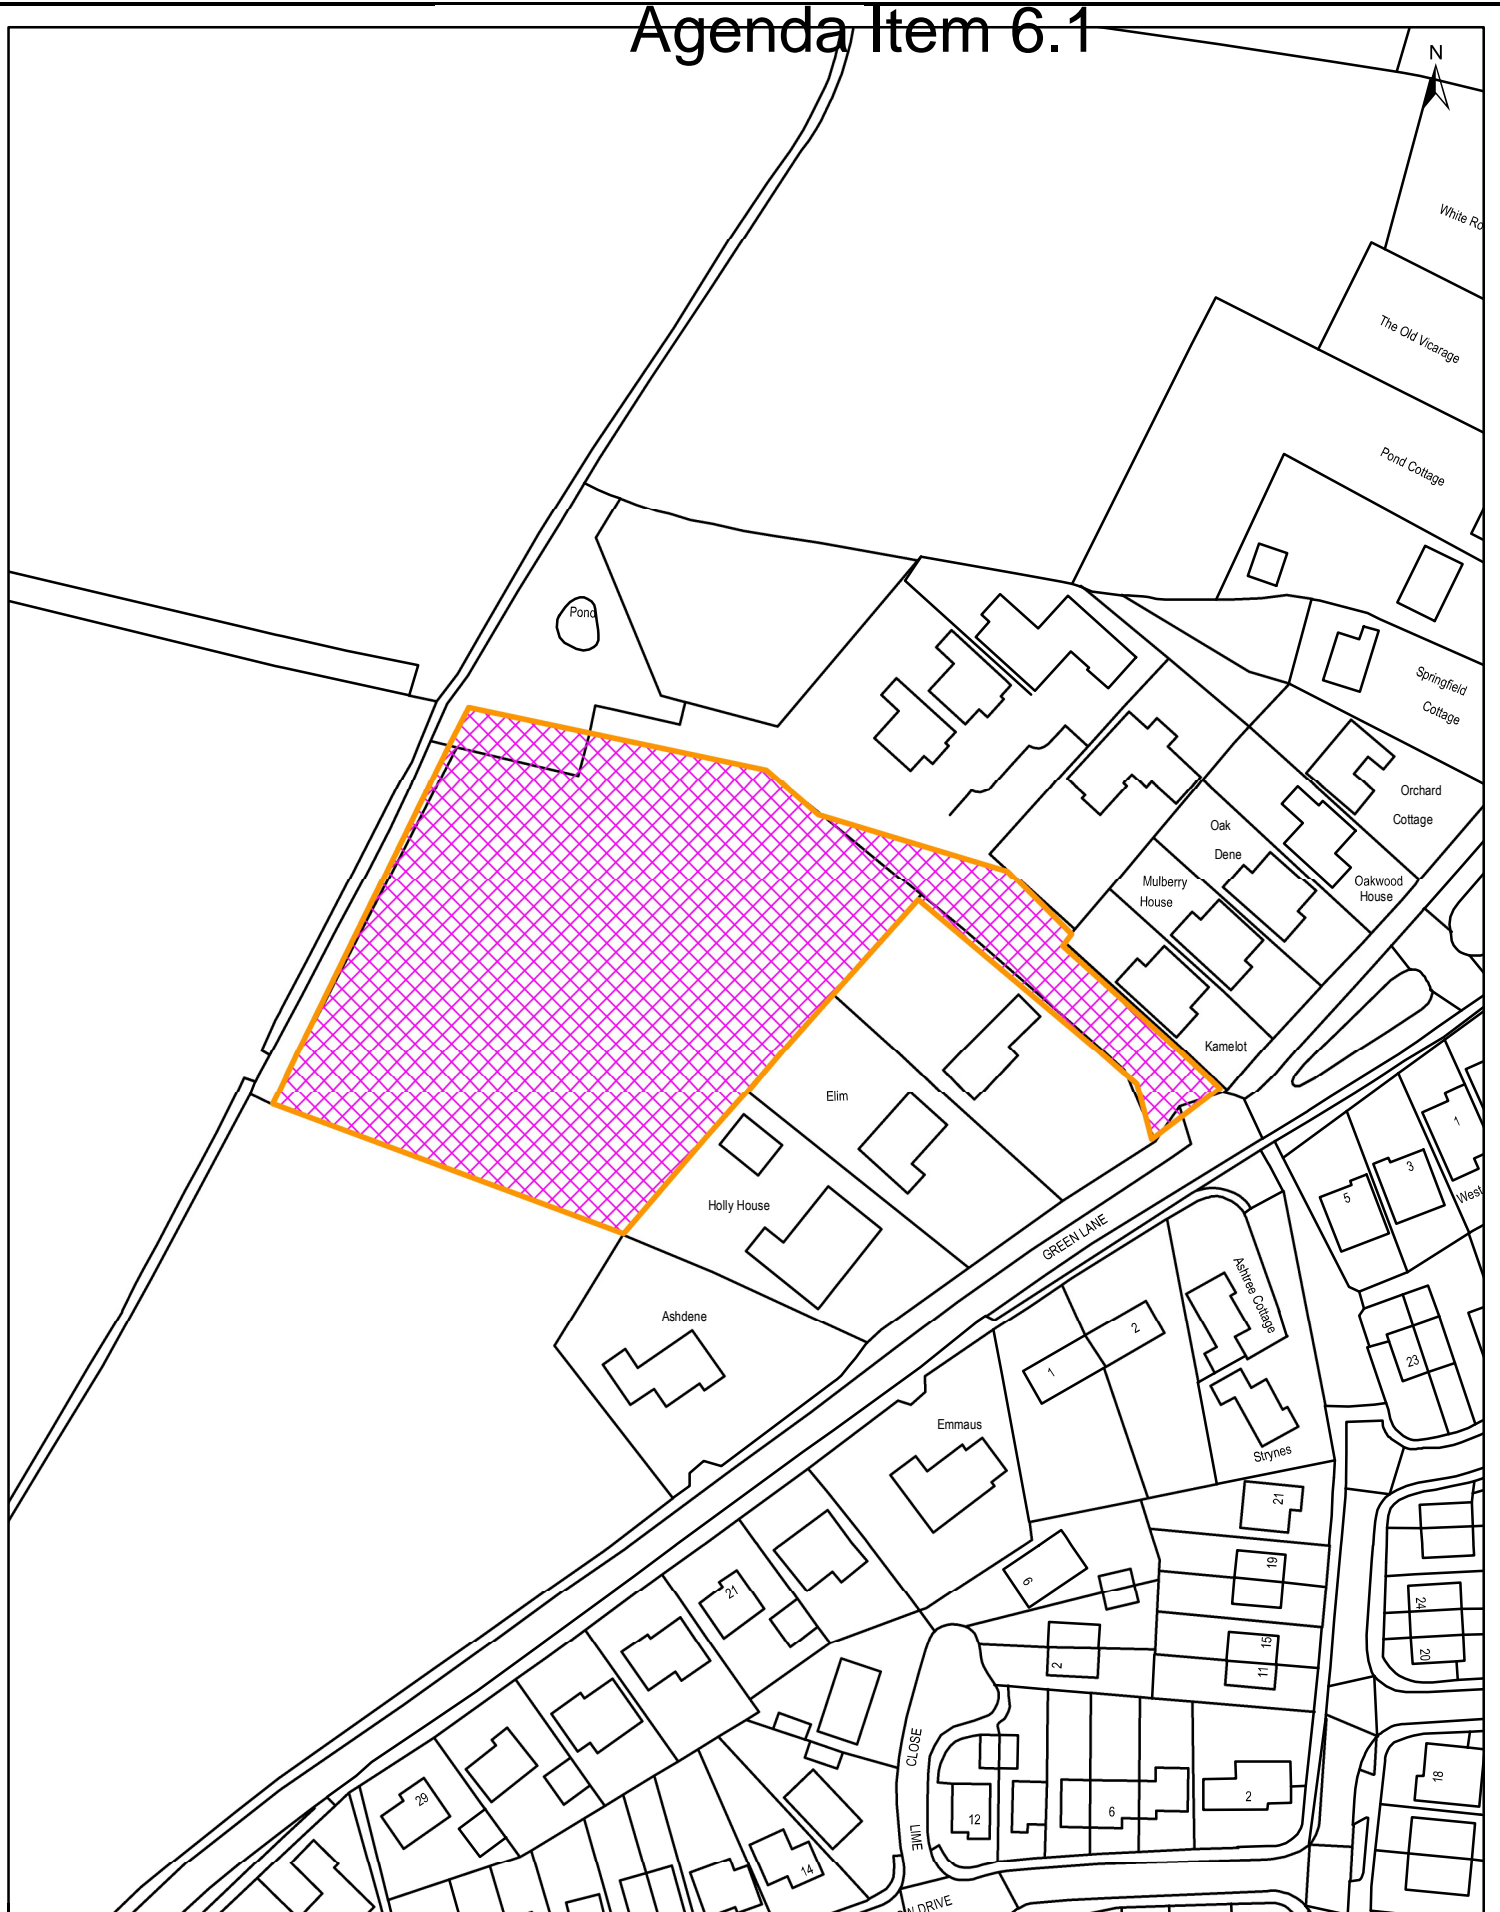 Agenda Item 6.1
N
The Old Vicarage
Pond Cottage
Pond
Springfield
Cottage
Orchard
Cottage
Oak
Dene
Oakwood
House
Mulberry
House
Kamelot
Elim
Holly House
GREEN LANE
Ashdene
Ashtree Cottage
1
3
5
West
23
1
2
Emmaus
Strynes
21
19
15
11
24
20
6
2
21
29
CLOSE
LIME
14
12
6
2
18
DRIVE
White